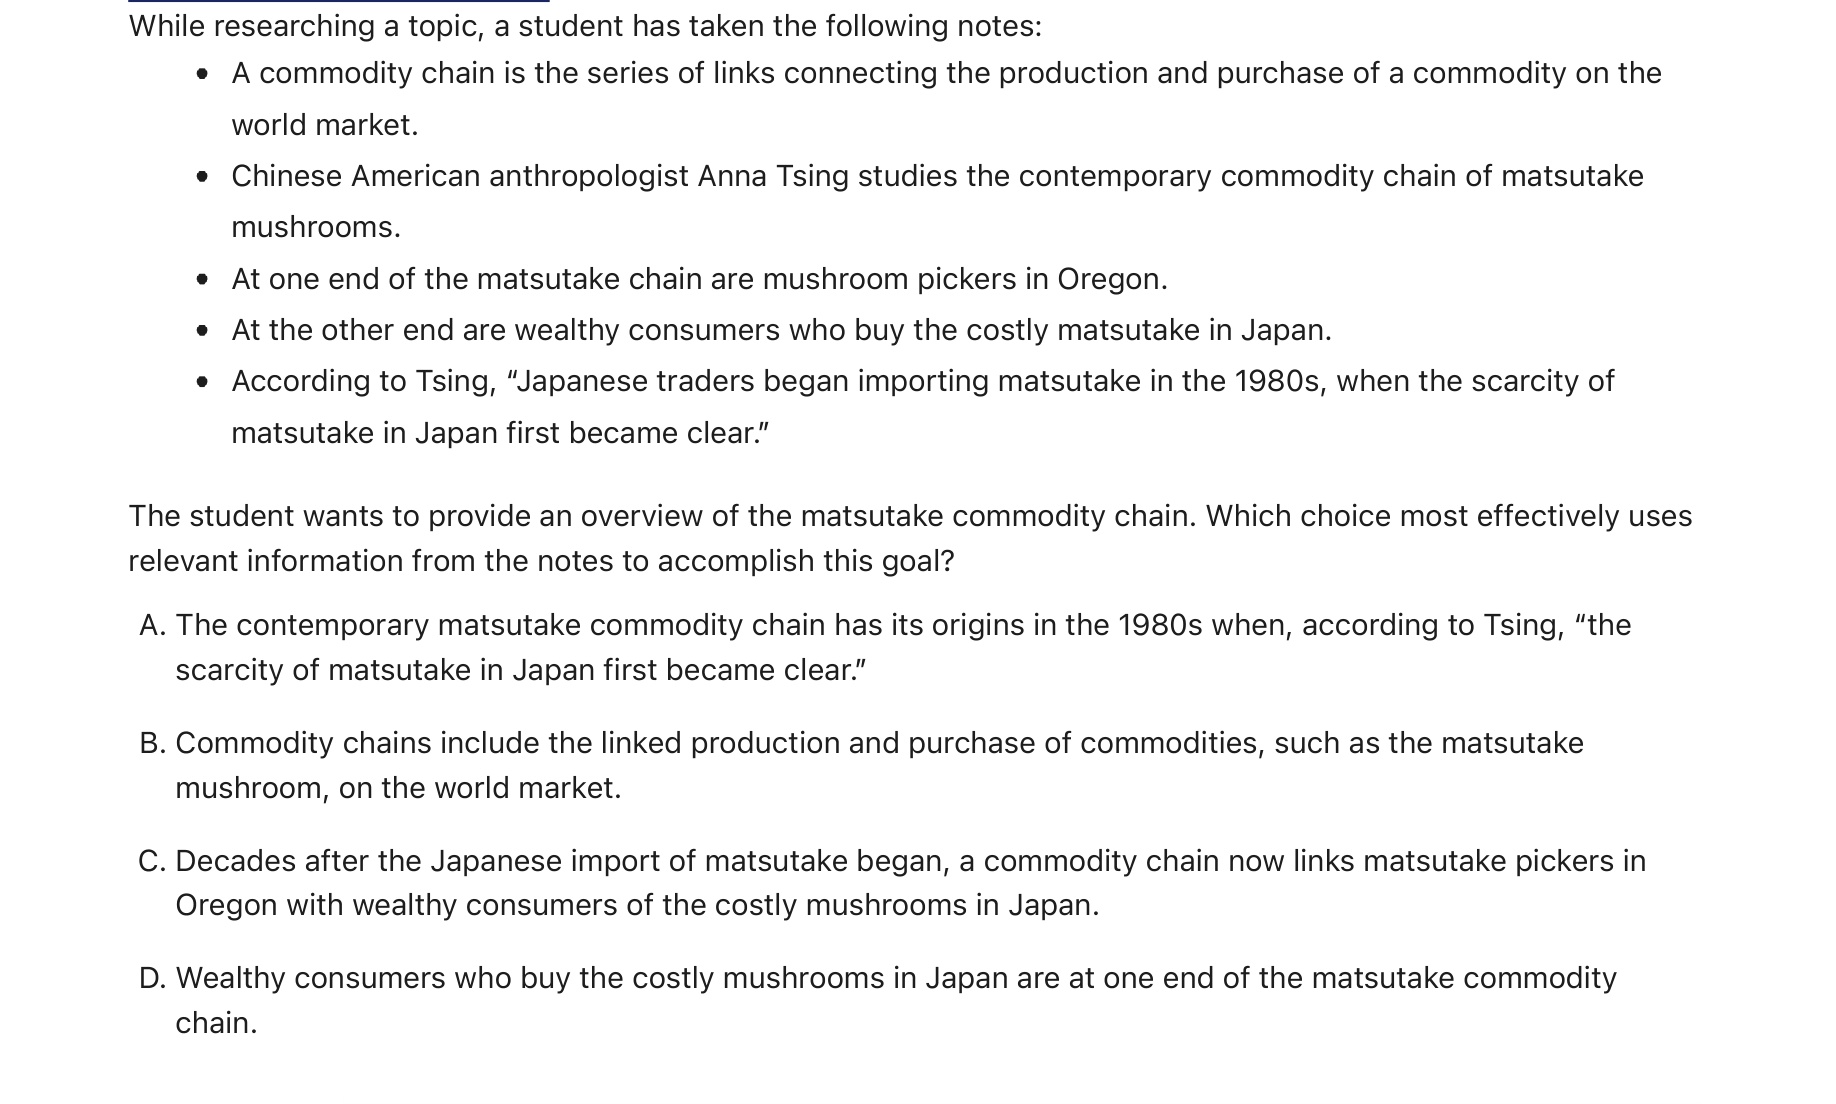 While researching a topic, a student has taken the following notes:
• A commodity chain is the series of links connecting the production and purchase of a commodity on the
world market.
• Chinese American anthropologist Anna Tsing studies the contemporary commodity chain of matsutake
mushrooms.
• At one end of the matsutake chain are mushroom pickers in Oregon.
• At the other end are wealthy consumers who buy the costly matsutake in Japan.
• According to Tsing, “Japanese traders began importing matsutake in the 1980s, when the scarcity of
matsutake in Japan first became clear.”
The student wants to provide an overview of the matsutake commodity chain. Which choice most effectively uses
relevant information from the notes to accomplish this goal?
A. The contemporary matsutake commodity chain has its origins in the 1980s when, according to Tsing, “the
scarcity of matsutake in Japan first became clear.”
B. Commodity chains include the linked production and purchase of commodities, such as the matsutake
mushroom, on the world market.
C. Decades after the Japanese import of matsutake began, a commodity chain now links matsutake pickers in
Oregon with wealthy consumers of the costly mushrooms in Japan.
D. Wealthy consumers who buy the costly mushrooms in Japan are at one end of the matsutake commodity
chain.